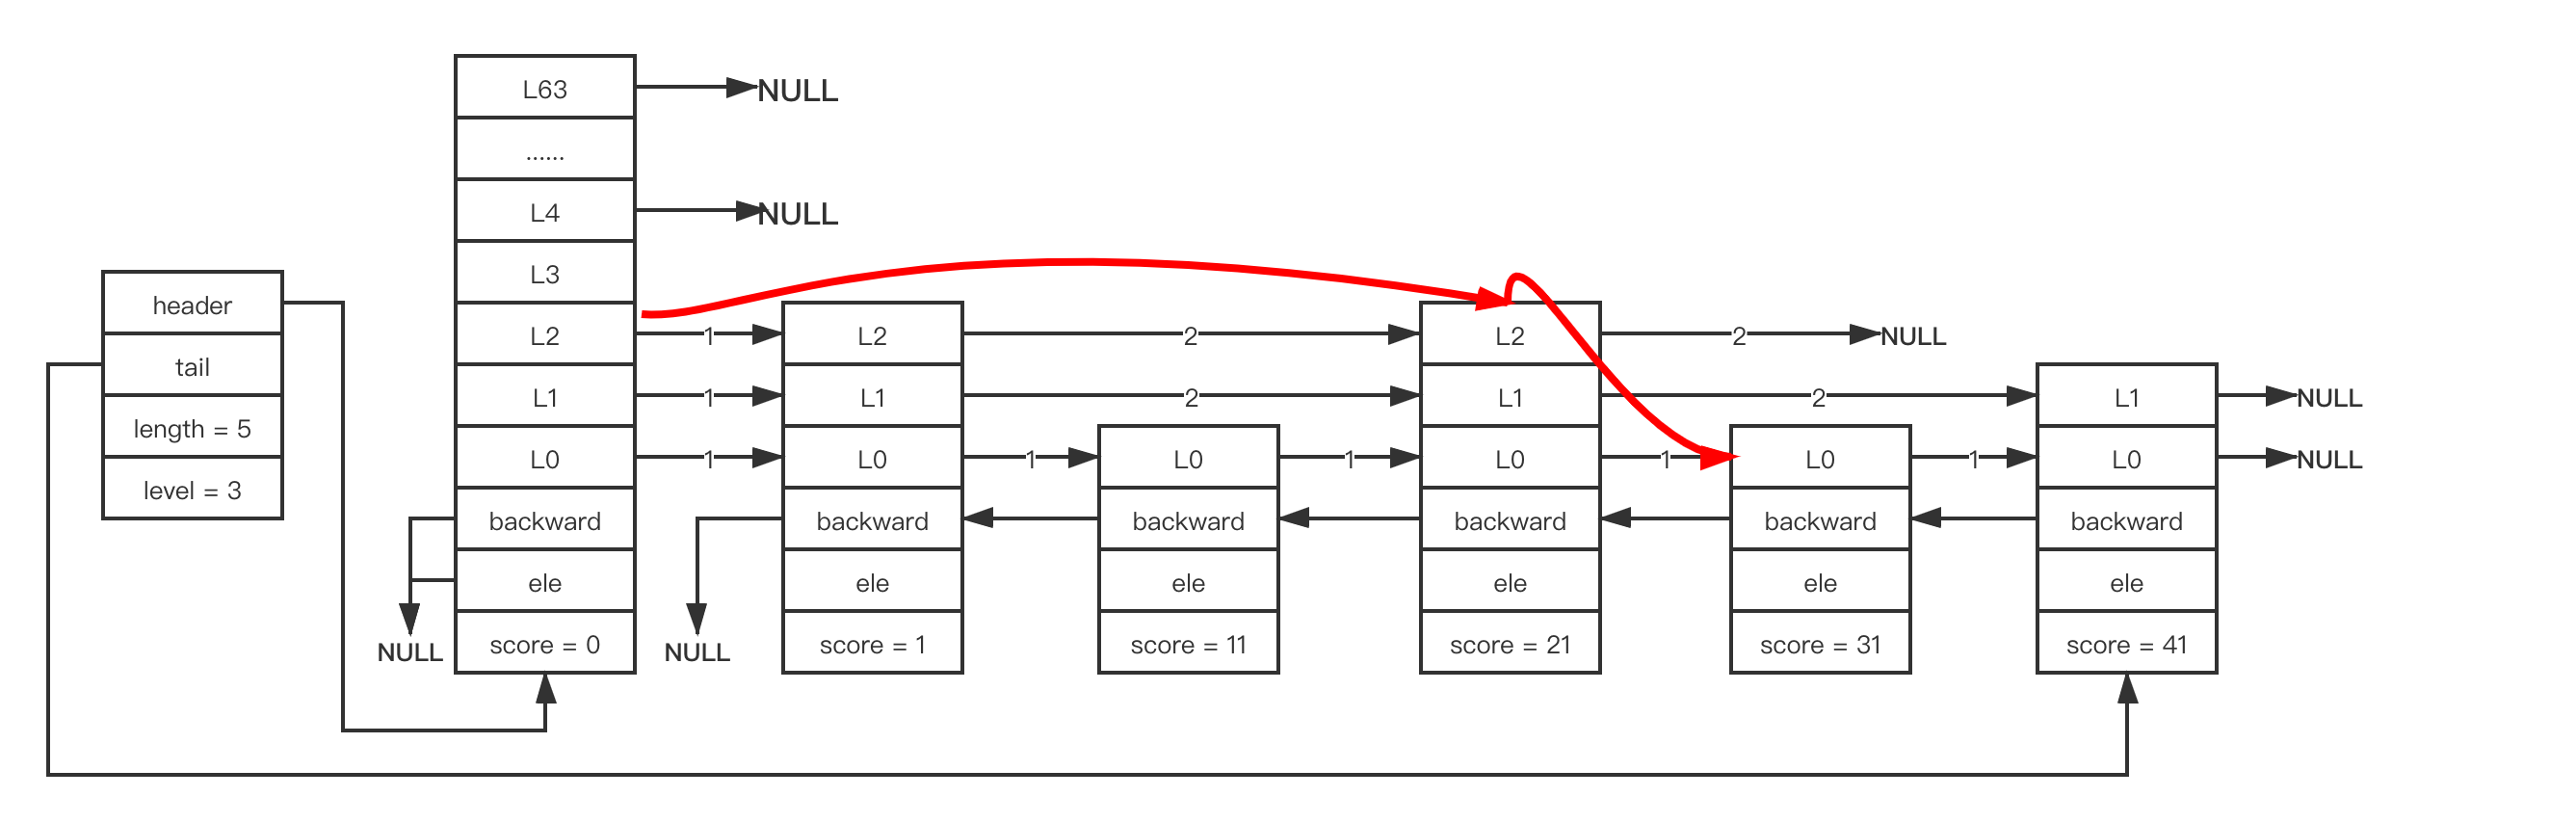 header
tail
length = 5
level = 3
L63
......
L4
L3
L2
L1
L0
backward
ele
score = 0
NULL
NULL
NULL
1
1
1
L2
L1
L0
backward
ele
score = 1
NULL
2
2
1
L0
backward
ele
score = 11
1
L2
L1
L0
backward
ele
score = 21
2
NULL
2
1
L0
backward
ele
score = 31
1
L1
L0
backward
ele
score = 41
NULL
NULL